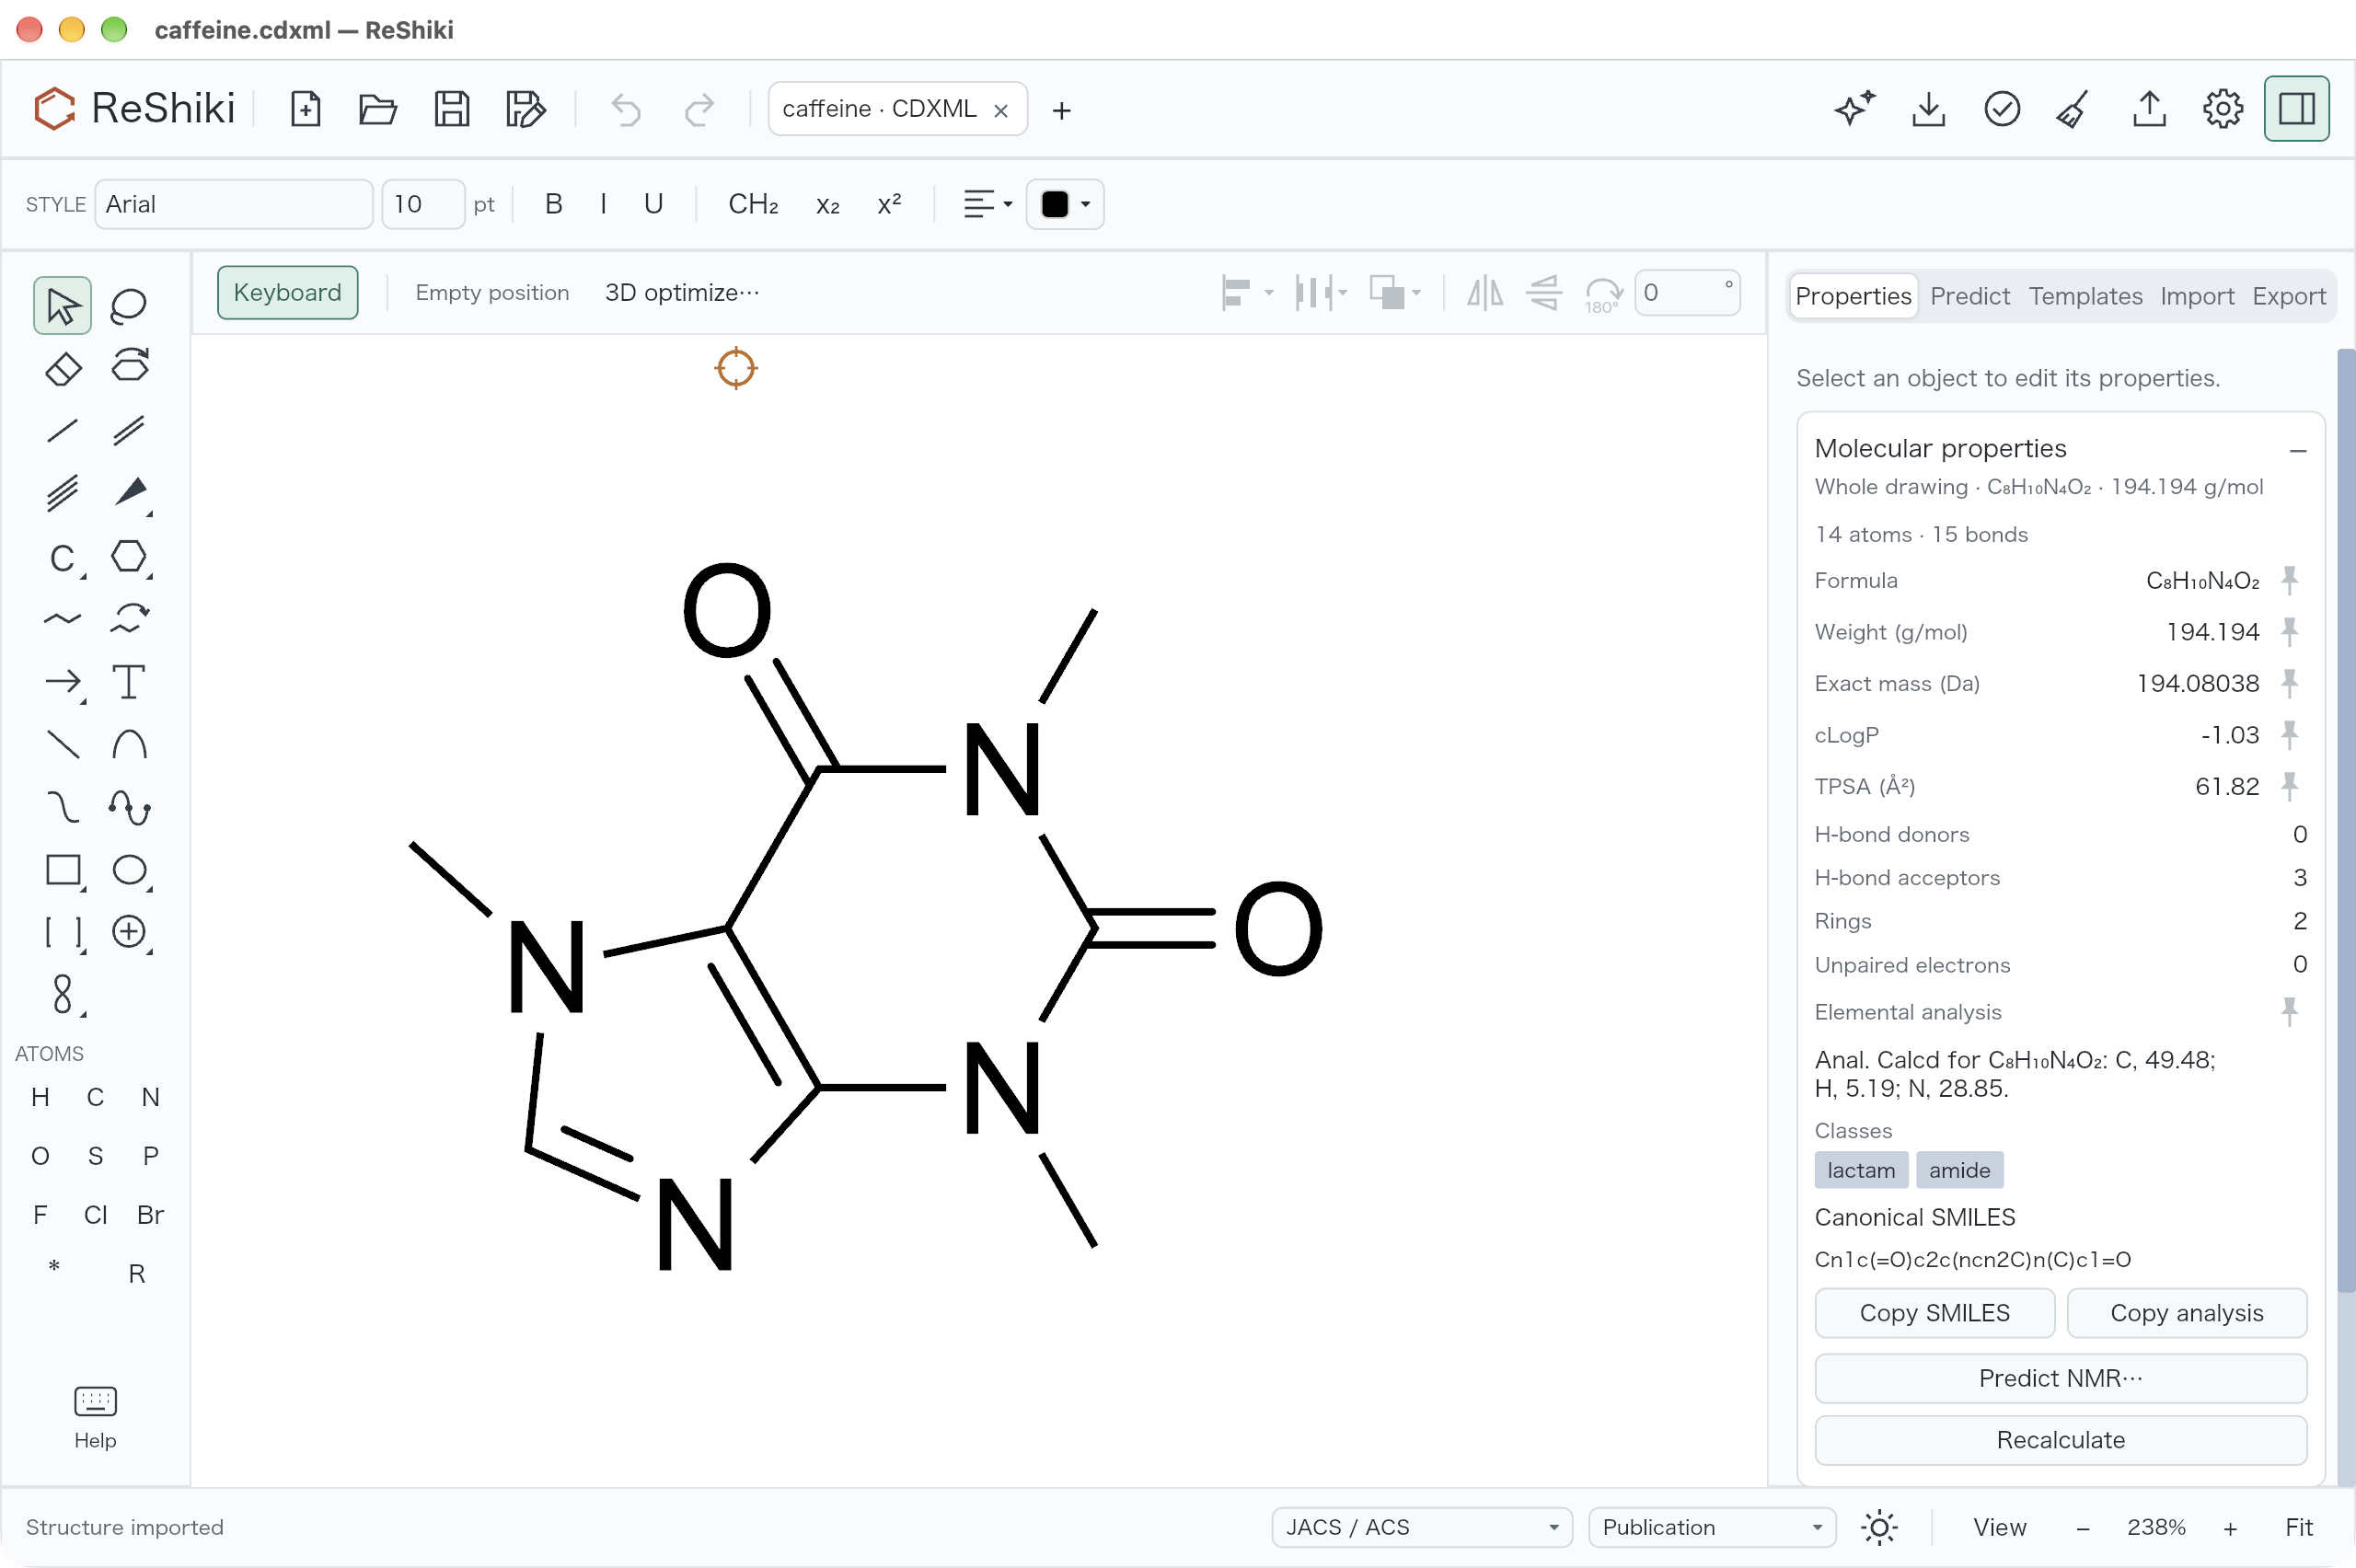 caffeine.cdxml — ReShiki
ReShiki
caffeine · CDXML ×
+
STYLE Arial 10 pt B I U CH₂ x₂ x²
Keyboard Empty position 3D optimize··· 180° 0 °
Properties Predict Templates Import Export
C
T
[ ]
ATOMS
H C N
O S P
F Cl Br
* R
Help
O
N
O
N
N
N
Select an object to edit its properties.
Molecular properties −
Whole drawing · C₈H₁₀N₄O₂ · 194.194 g/mol
14 atoms · 15 bonds
Formula C₈H₁₀N₄O₂
Weight (g/mol) 194.194
Exact mass (Da) 194.08038
cLogP -1.03
TPSA (Å²) 61.82
H-bond donors 0
H-bond acceptors 3
Rings 2
Unpaired electrons 0
Elemental analysis
Anal. Calcd for C₈H₁₀N₄O₂: C, 49.48;
H, 5.19; N, 28.85.
Classes
lactam amide
Canonical SMILES
Cn1c(=O)c2c(ncn2C)n(C)c1=O
Copy SMILES Copy analysis
Predict NMR···
Recalculate
Structure imported JACS / ACS Publication View − 238% + Fit